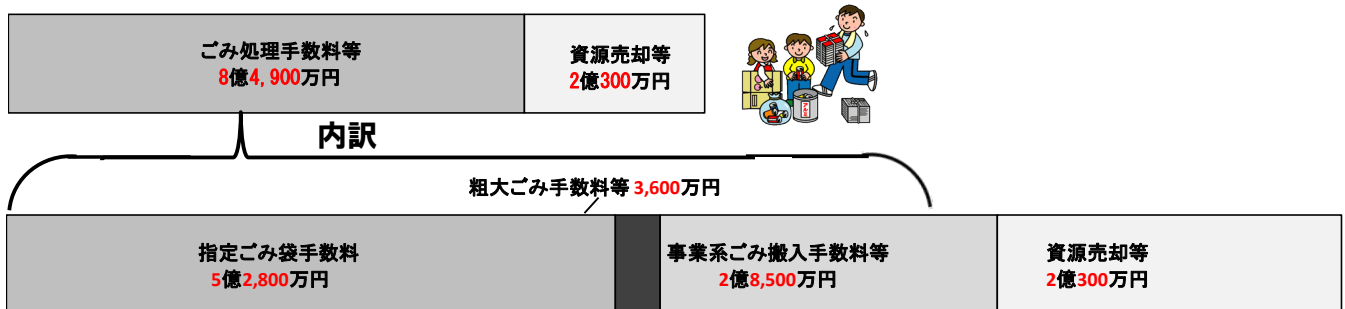 ごみ処理手数料等
8億4,900万円
資源売却等
2億300万円
アルミ
内訳
粗大ごみ手数料等 3,600万円
指定ごみ袋手数料
5億2,800万円
事業系ごみ搬入手数料等
2億8,500万円
資源売却等
2億300万円